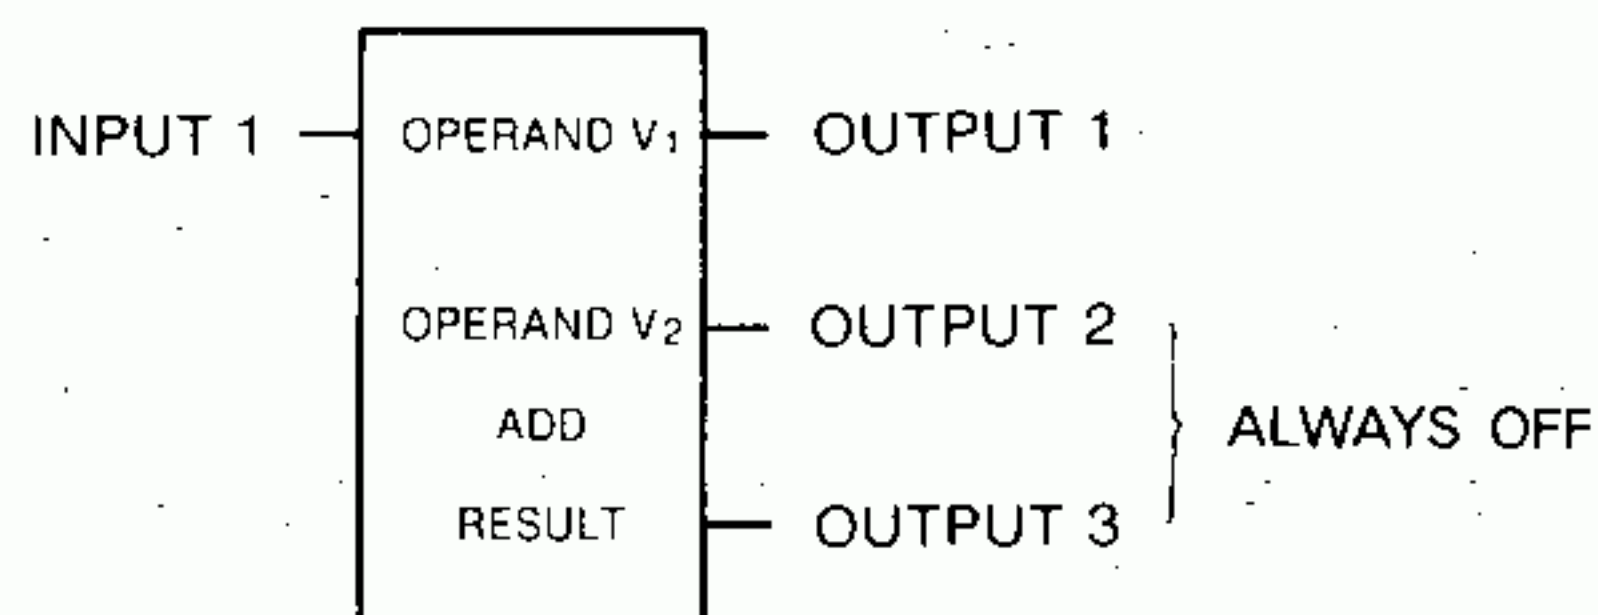 INPUT 1 OPERAND V1 OUTPUT 1
OPERAND V2 OUTPUT 2
ADD ALWAYS OFF
RESULT OUTPUT 3